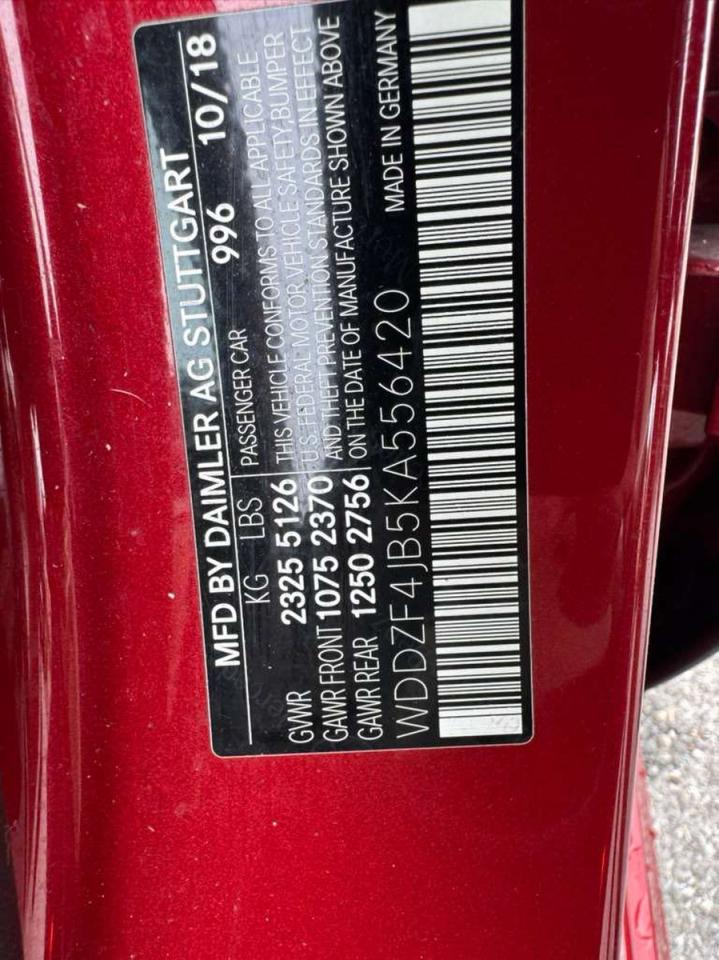 MFD BY DAIMLER AG STUTTGART
996 10/18
KG LBS PASSENGER CAR
GVWR 2325 5126 THIS VEHICLE CONFORMS TO ALL APPLICABLE
U.S. FEDERAL MOTOR VEHICLE SAFETY, BUMPER
GAWR FRONT 1075 2370 AND THEFT PREVENTION STANDARDS IN EFFECT
GAWR REAR 1250 2756 ON THE DATE OF MANUFACTURE SHOWN ABOVE
WDDZF4JB5KA556420 MADE IN GERMANY